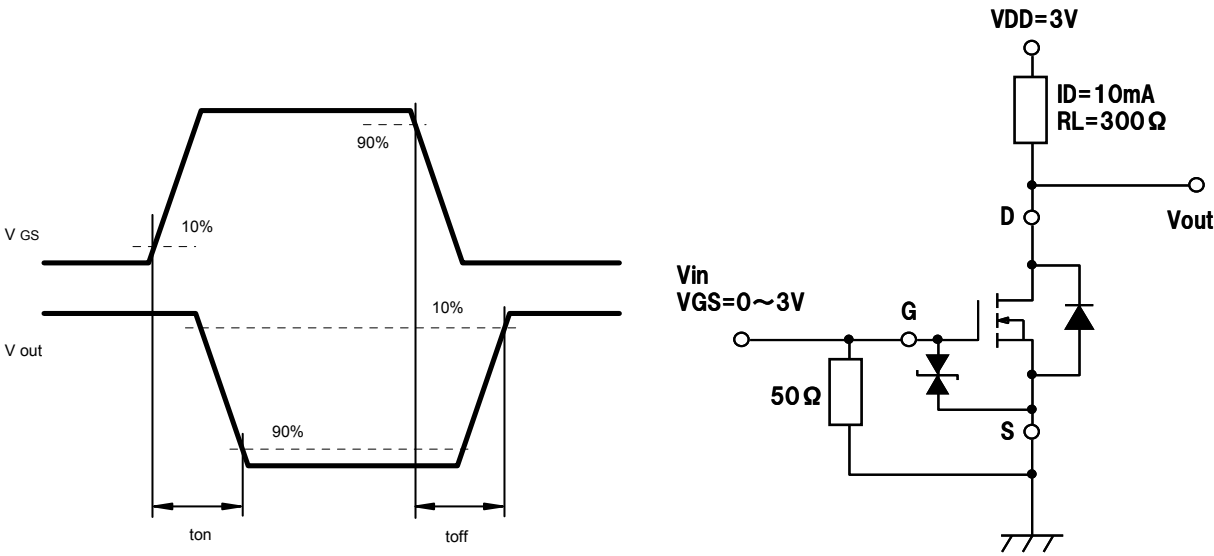 90%
10%
V GS
10%
V out
90%
ton
toff
VDD=3V
ID=10mA
RL=300Ω
D
Vout
Vin
VGS=0～3V
G
50Ω
S